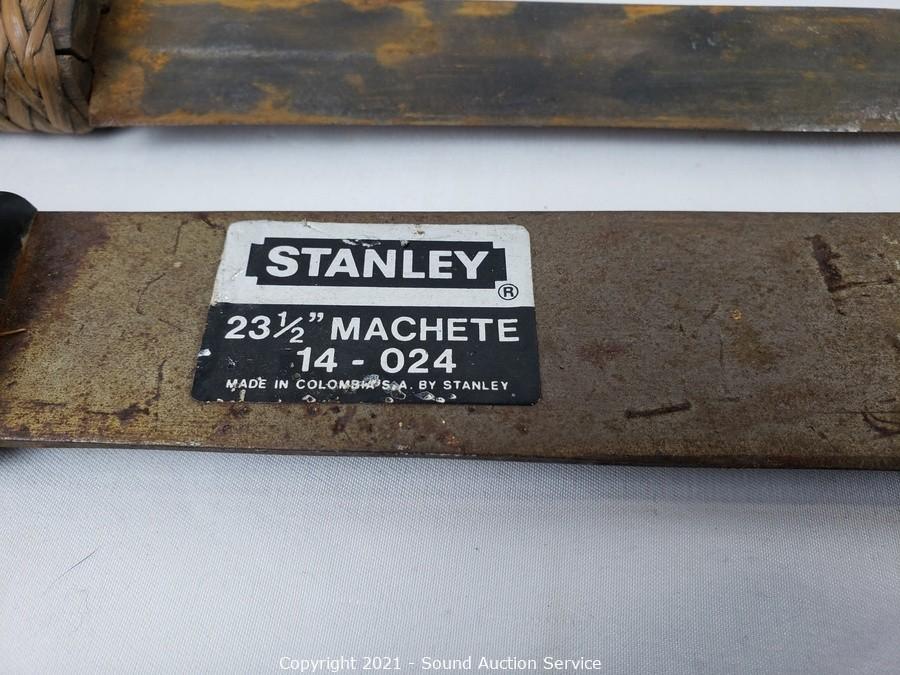 STANLEY
®
23½” MACHETE
14 - 024
MADE IN COLOMBIA S.A. BY STANLEY
Copyright 2021 - Sound Auction Service